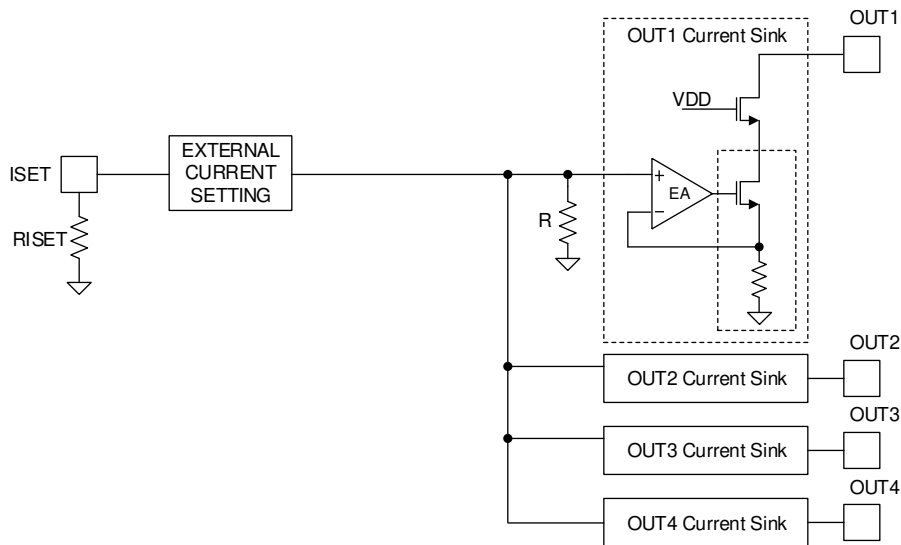 OUT1
OUT1 Current Sink
VDD
EXTERNAL
CURRENT
SETTING
ISET
+
EA
−
RISET
R
OUT2
OUT2 Current Sink
OUT3
OUT3 Current Sink
OUT4
OUT4 Current Sink